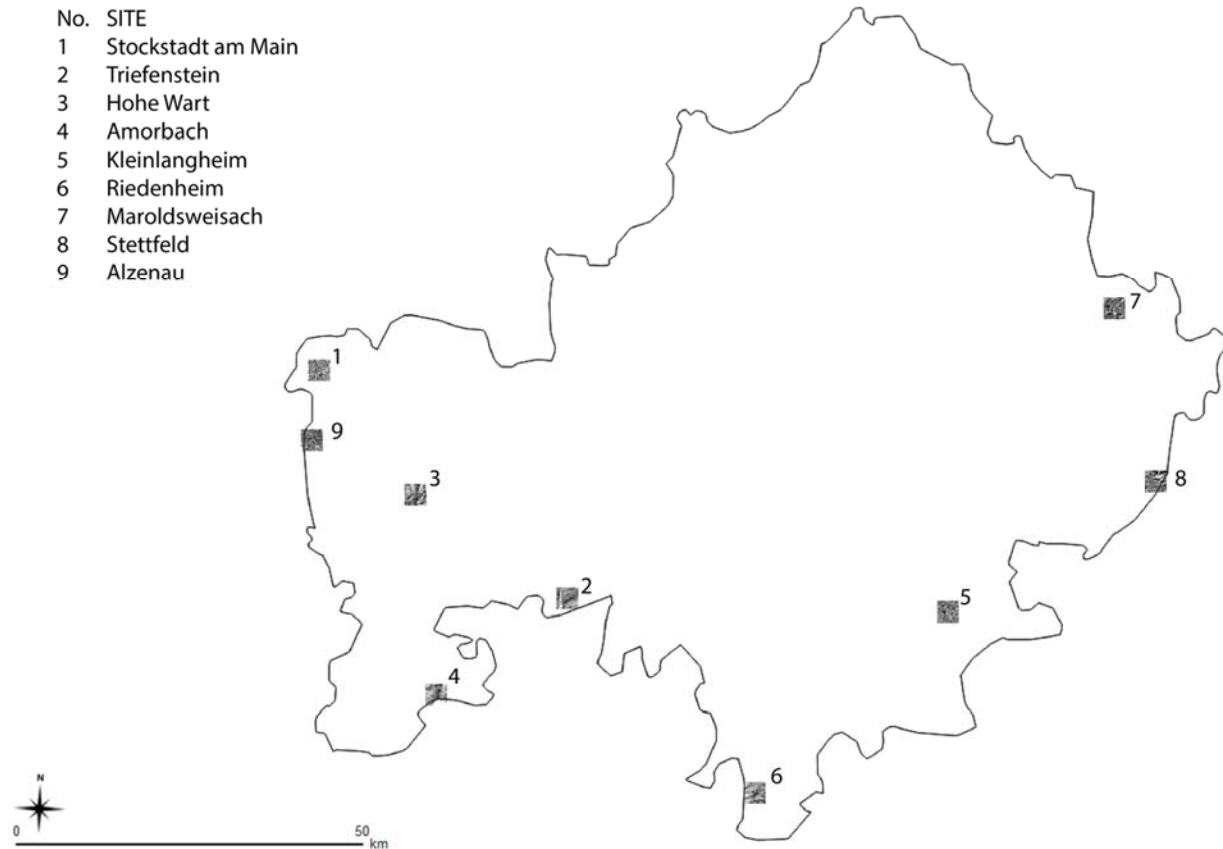 No. SITE
1 Stockstadt am Main
2 Triefenstein
3 Hohe Wart
4 Amorbach
5 Kleinlangheim
6 Riedenheim
7 Maroldsweisach
8 Stettfeld
9 Alzenau
7
1
9
3
8
2
5
4
6
N
0 50
km